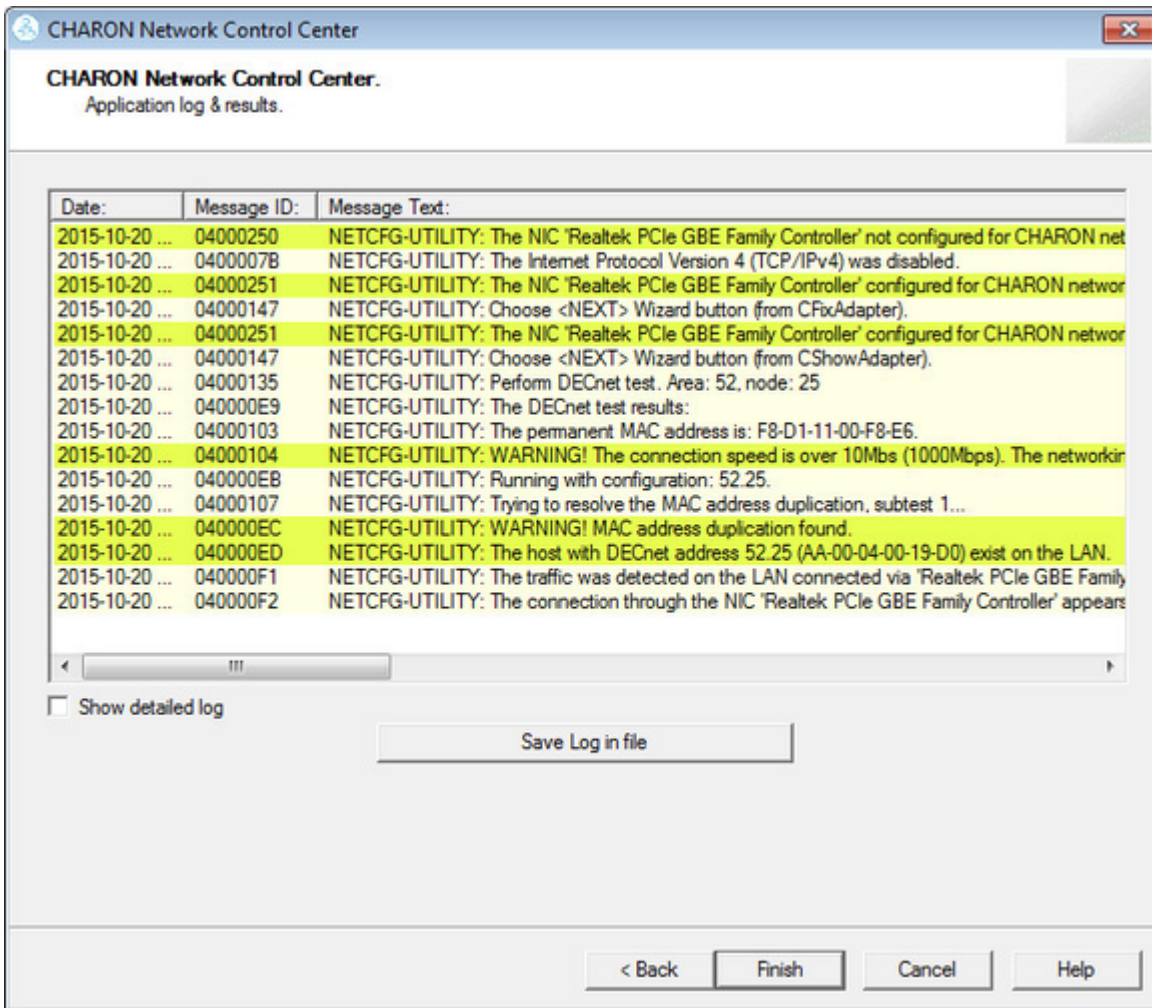 CHARON Network Control Center
CHARON Network Control Center.
Application log & results.
Date: Message ID: Message Text:
2015-10-20 ... 04000250 NETCFG-UTILITY: The NIC 'Realtek PCIe GBE Family Controller' not configured for CHARON net
2015-10-20 ... 0400007B NETCFG-UTILITY: The Internet Protocol Version 4 (TCP/IPv4) was disabled.
2015-10-20 ... 04000251 NETCFG-UTILITY: The NIC 'Realtek PCIe GBE Family Controller' configured for CHARON networ
2015-10-20 ... 04000147 NETCFG-UTILITY: Choose <NEXT> Wizard button (from CFixAdapter).
2015-10-20 ... 04000251 NETCFG-UTILITY: The NIC 'Realtek PCIe GBE Family Controller' configured for CHARON networ
2015-10-20 ... 04000147 NETCFG-UTILITY: Choose <NEXT> Wizard button (from CShowAdapter).
2015-10-20 ... 04000135 NETCFG-UTILITY: Perform DECnet test. Area: 52, node: 25
2015-10-20 ... 040000E9 NETCFG-UTILITY: The DECnet test results:
2015-10-20 ... 04000103 NETCFG-UTILITY: The permanent MAC address is: F8-D1-11-00-F8-E6.
2015-10-20 ... 04000104 NETCFG-UTILITY: WARNING! The connection speed is over 10Mbs (1000Mbps). The networkin
2015-10-20 ... 040000EB NETCFG-UTILITY: Running with configuration: 52.25.
2015-10-20 ... 04000107 NETCFG-UTILITY: Trying to resolve the MAC address duplication, subtest 1...
2015-10-20 ... 040000EC NETCFG-UTILITY: WARNING! MAC address duplication found.
2015-10-20 ... 040000ED NETCFG-UTILITY: The host with DECnet address 52.25 (AA-00-04-00-19-D0) exist on the LAN.
2015-10-20 ... 040000F1 NETCFG-UTILITY: The traffic was detected on the LAN connected via "Realtek PCIe GBE Family
2015-10-20 ... 040000F2 NETCFG-UTILITY: The connection through the NIC 'Realtek PCIe GBE Family Controller' appears
Show detailed log
Save Log in file
< Back Finish Cancel Help